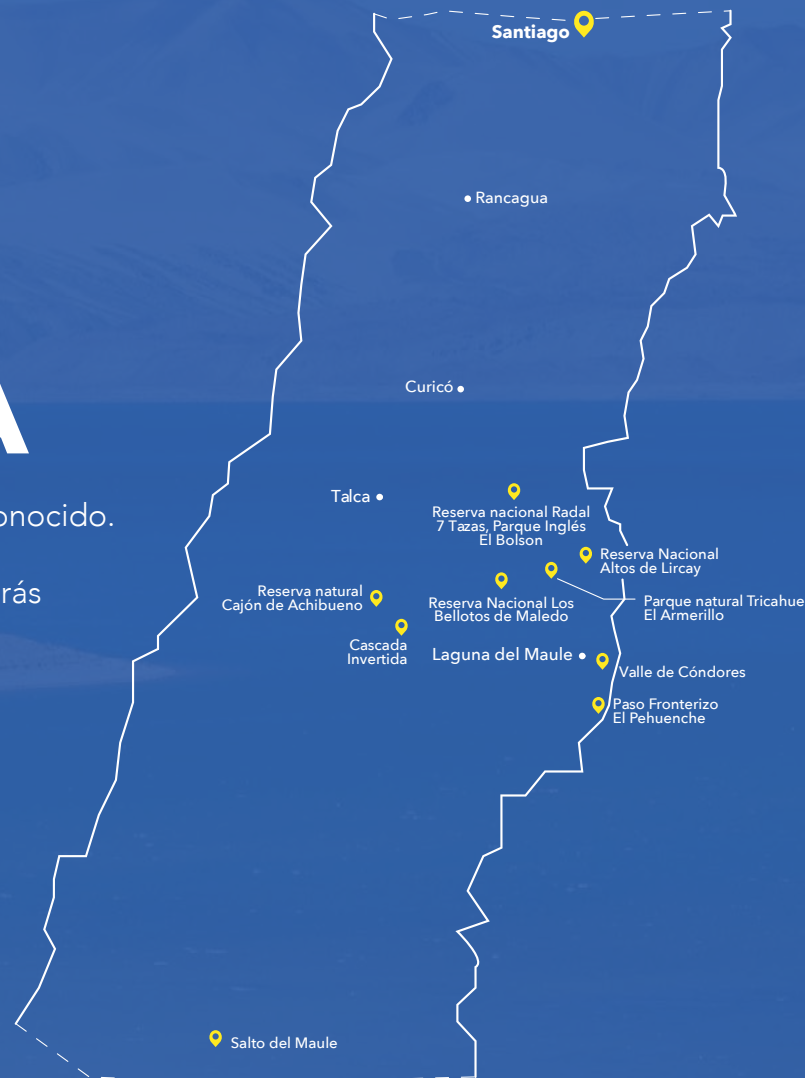 Santiago
Rancagua
Curicó
A
onocido.
Talca
Reserva nacional Radal
7 Tazas, Parque Inglés
El Bolson
Reserva Nacional
Altos de Lircay
rás
Reserva natural
Cajón de Achibueno
Reserva Nacional Los
Bellotos de Maledo
Parque natural Tricahue
El Armerillo
Cascada
Invertida
Laguna del Maule
Valle de Cóndores
Paso Fronterizo
El Pehuenche
Salto del Maule